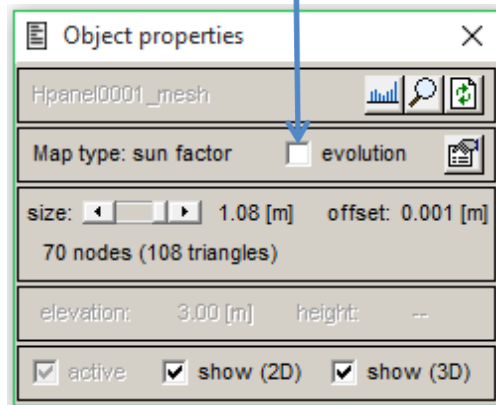 Object properties
Hpanel0001_mesh
Map type: sun factor evolution
size: 1.08 [m] offset: 0.001 [m]
70 nodes (108 triangles)
elevation: 3.00 [m] height: --
active show (2D) show (3D)